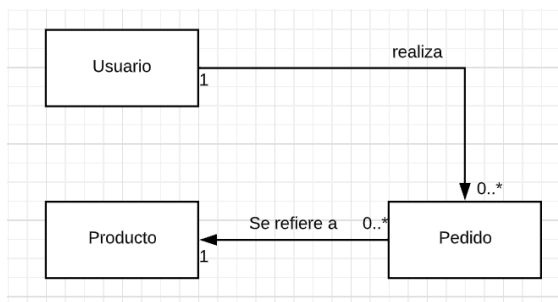 realiza
Usuario
1
0..*
Se refiere a 0..*
Producto
Pedido
1